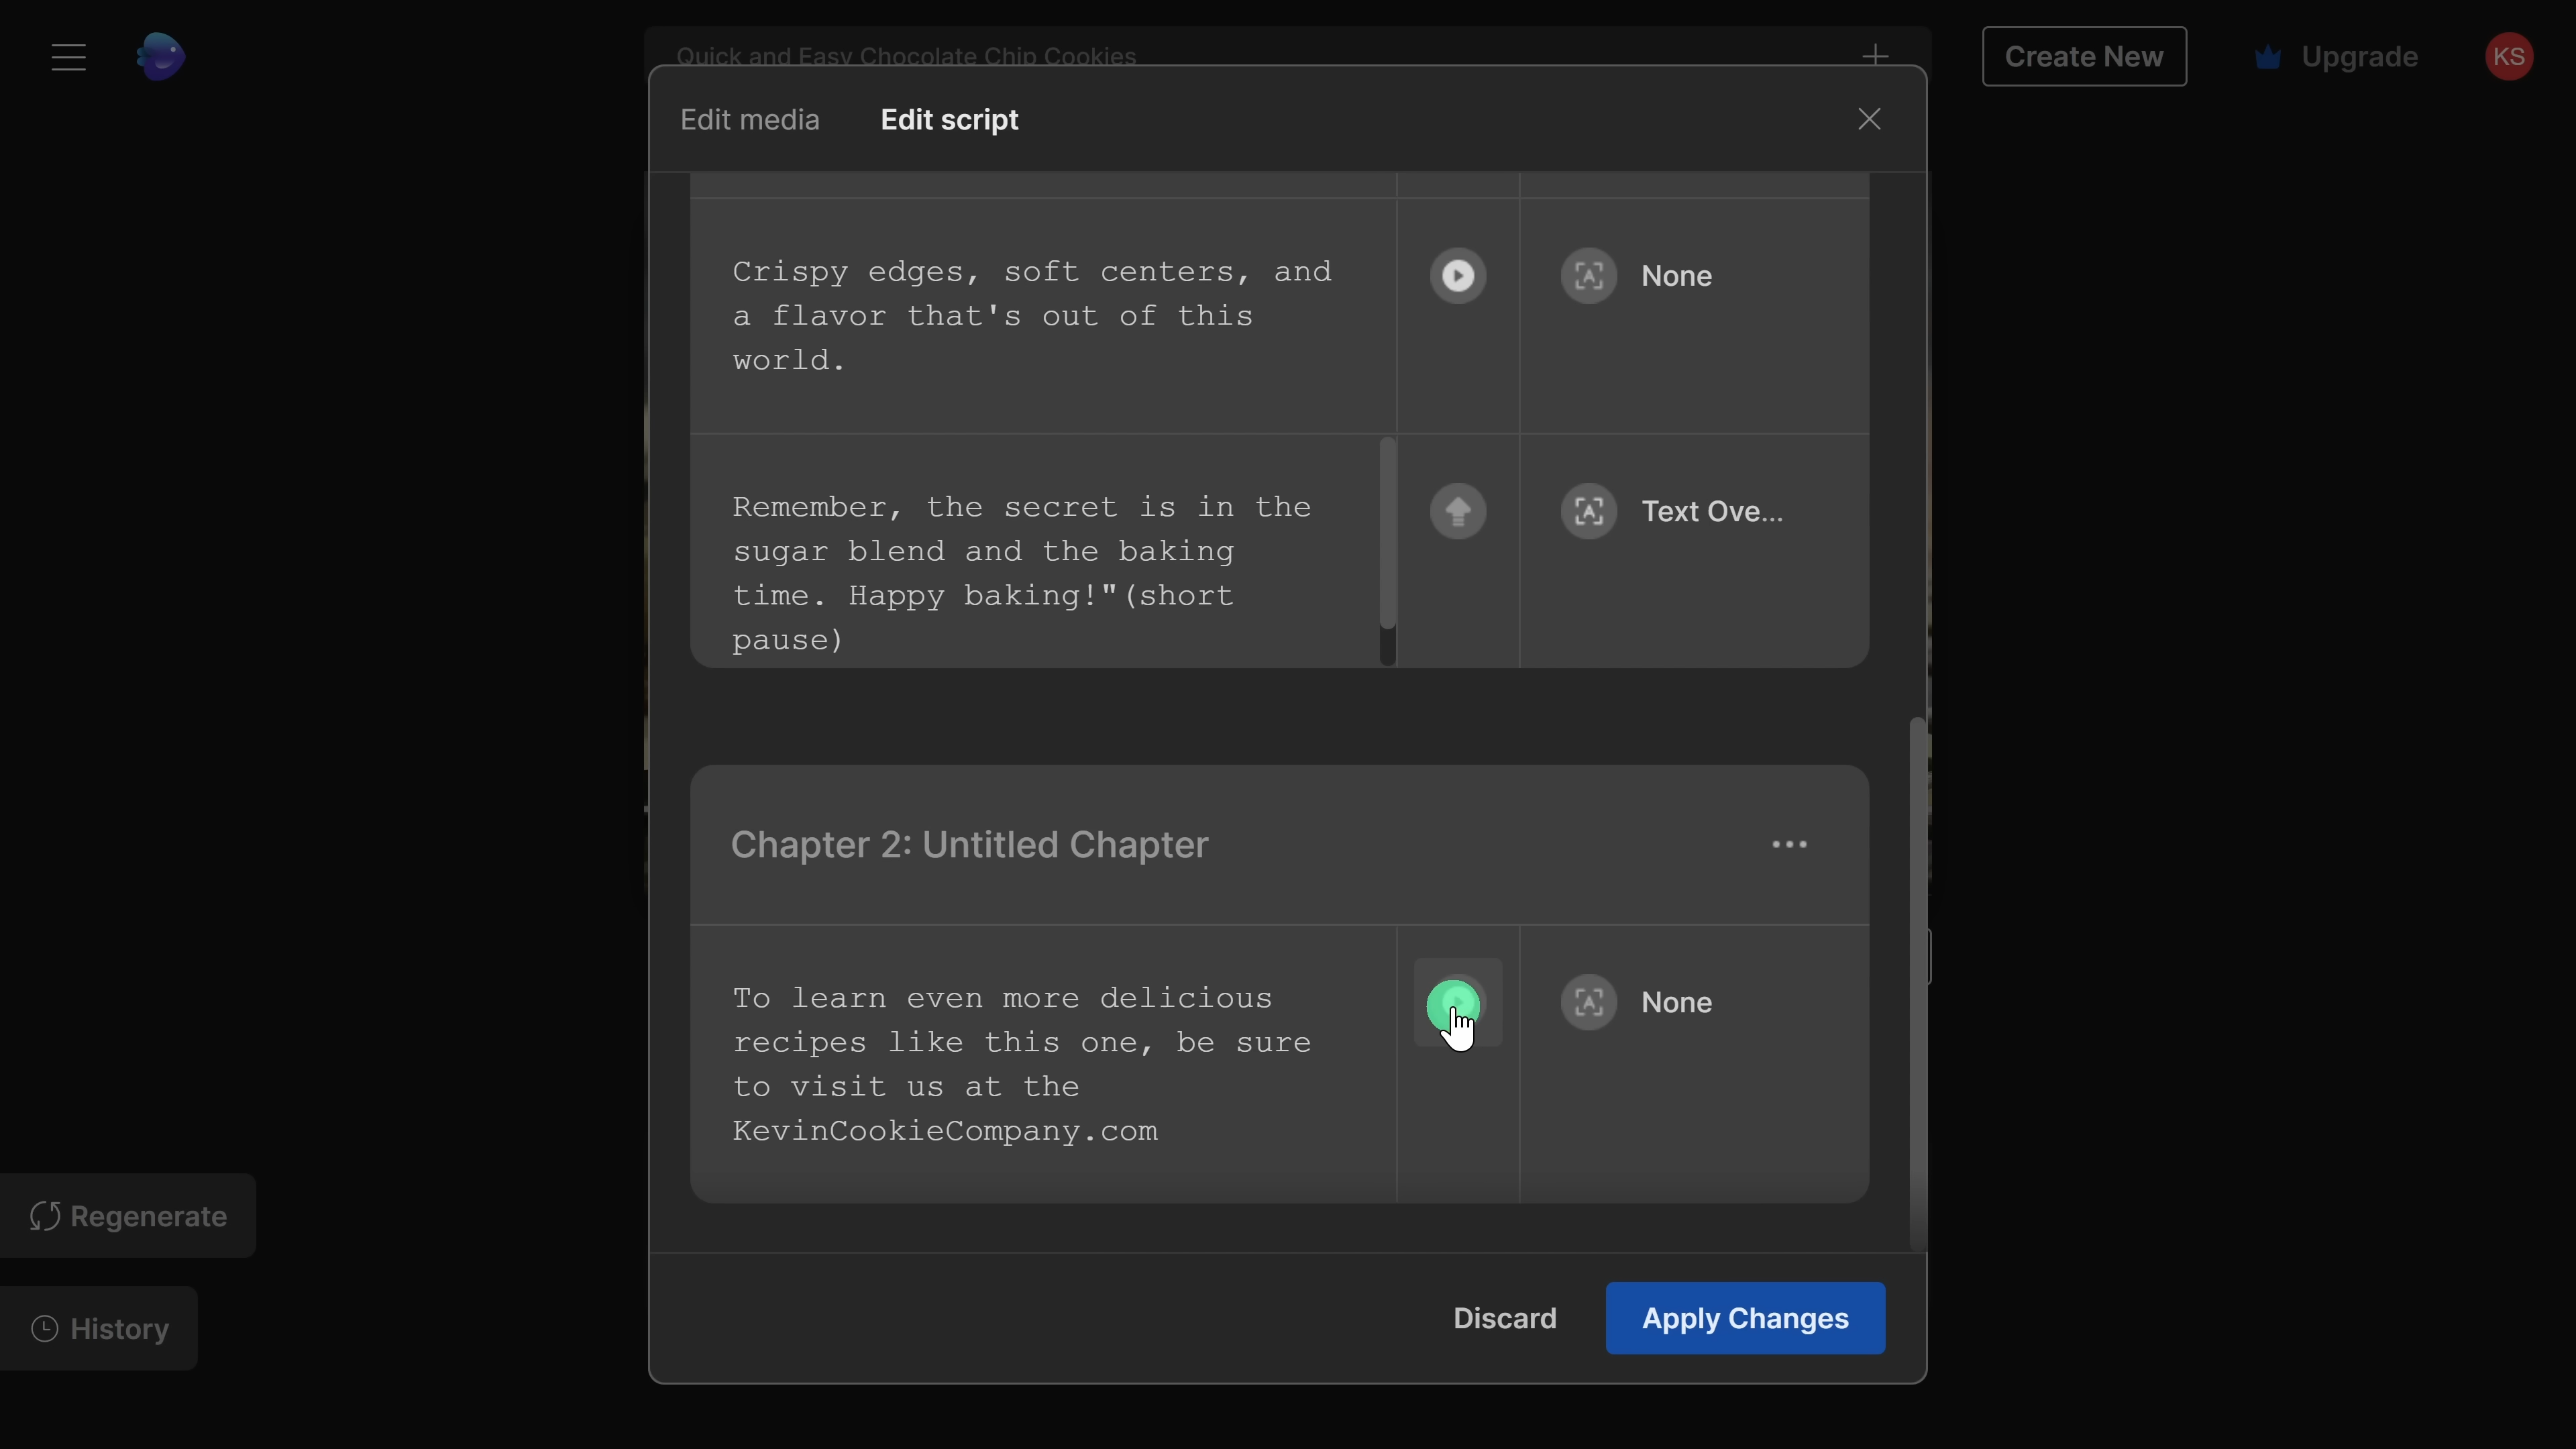 Quick and Easy Chocolate Chip Cookies
Create New
Upgrade
KS
Edit media
Edit script
Crispy edges, soft centers, and
a flavor that's out of this
world.
None
Remember, the secret is in the
sugar blend and the baking
time. Happy baking!"(short
pause)
Text Ove...
Chapter 2: Untitled Chapter
To learn even more delicious
recipes like this one, be sure
to visit us at the
KevinCookieCompany.com
None
Regenerate
History
Discard
Apply Changes